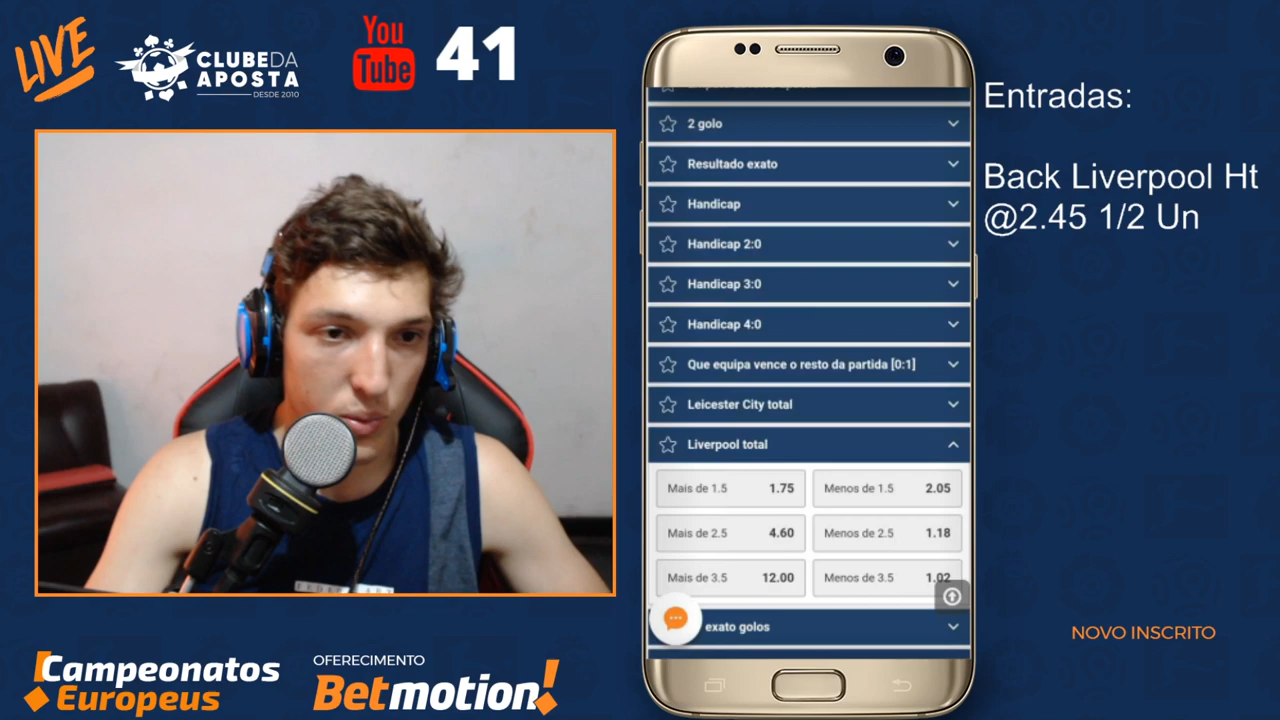 LIVE
CLUBE DA
APOSTA
DESDE 2010
You
Tube
41
2 golo
Resultado exato
Handicap
Handicap 2:0
Handicap 3:0
Handicap 4:0
Que equipa vence o resto da partida [0:1]
Leicester City total
Liverpool total
Mais de 1.5 1.75 Menos de 1.5 2.05
Mais de 2.5 4.60 Menos de 2.5 1.18
Mais de 3.5 12.00 Menos de 3.5 1.02
exato golos
Entradas:
Back Liverpool Ht
@2.45 1/2 Un
NOVO INSCRITO
Campeonatos
Europeus
OFERECIMENTO
Betmotion!